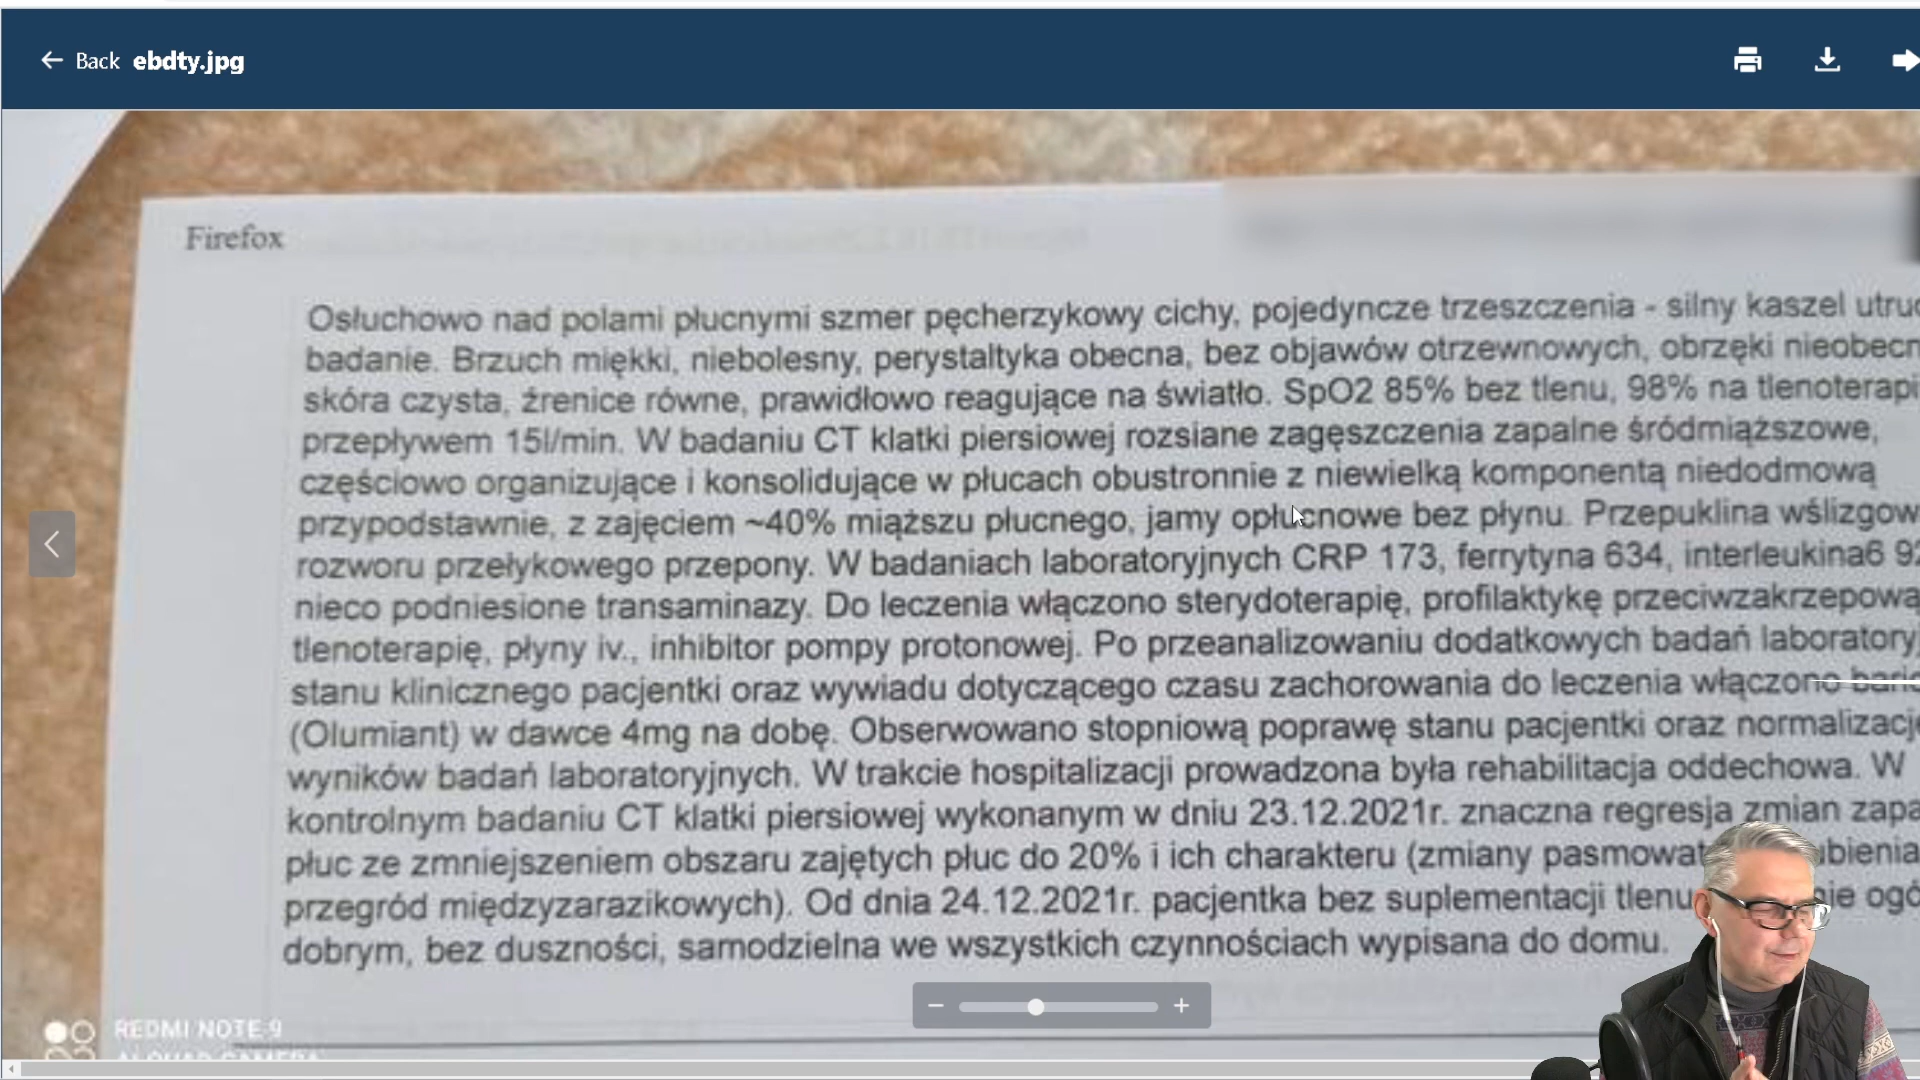 Back ebdty.jpg
Firefox
Osłuchowo nad polami płucnymi szmer pęcherzykowy cichy, pojedyncze trzeszczenia - silny kaszel
badanie. Brzuch miękki, niebolesny, perystaltyka obecna, bez objawów otrzewnowych, obrzęki
skóra czysta, źrenice równe, prawidłowo reagujące na światło. SpO2 85% bez tlenu, 98% na
przepływem 15l/min. W badaniu CT klatki piersiowej rozsiane zagęszczenia zapalne śródmiąższowe,
częściowo organizujące i konsolidujące w płucach obustronnie z niewielką komponentą niedodmową
przypodstawnie, z zajęciem ~40% miąższu płucnego, jamy opłucnowe bez płynu. Przepuklina
rozworu przełykowego przepony. W badaniach laboratoryjnych CRP 173, ferrytyna 634, interleukina6
nieco podniesione transaminazy. Do leczenia włączono sterydoterapię, profilaktykę przeciwzakrzepową
tlenoterapię, płyny iv., inhibitor pompy protonowej. Po przeanalizowaniu dodatkowych badań
stanu klinicznego pacjentki oraz wywiadu dotyczącego czasu zachorowania do leczenia włączono
(Olumiant) w dawce 4mg na dobę. Obserwowano stopniową poprawę stanu pacjentki oraz
wyników badań laboratoryjnych. W trakcie hospitalizacji prowadzona była rehabilitacja oddechowa. W
kontrolnym badaniu CT klatki piersiowej wykonanym w dniu 23.12.2021r. znaczna regresja zmian
płuc ze zmniejszeniem obszaru zajętych płuc do 20% i ich charakteru (zmiany
przegród międzyzarazikowych). Od dnia 24.12.2021r. pacjentka bez suplementacji tlenu
dobrym, bez duszności, samodzielna we wszystkich czynnościach wypisana do domu.
REDMI NOTE 9